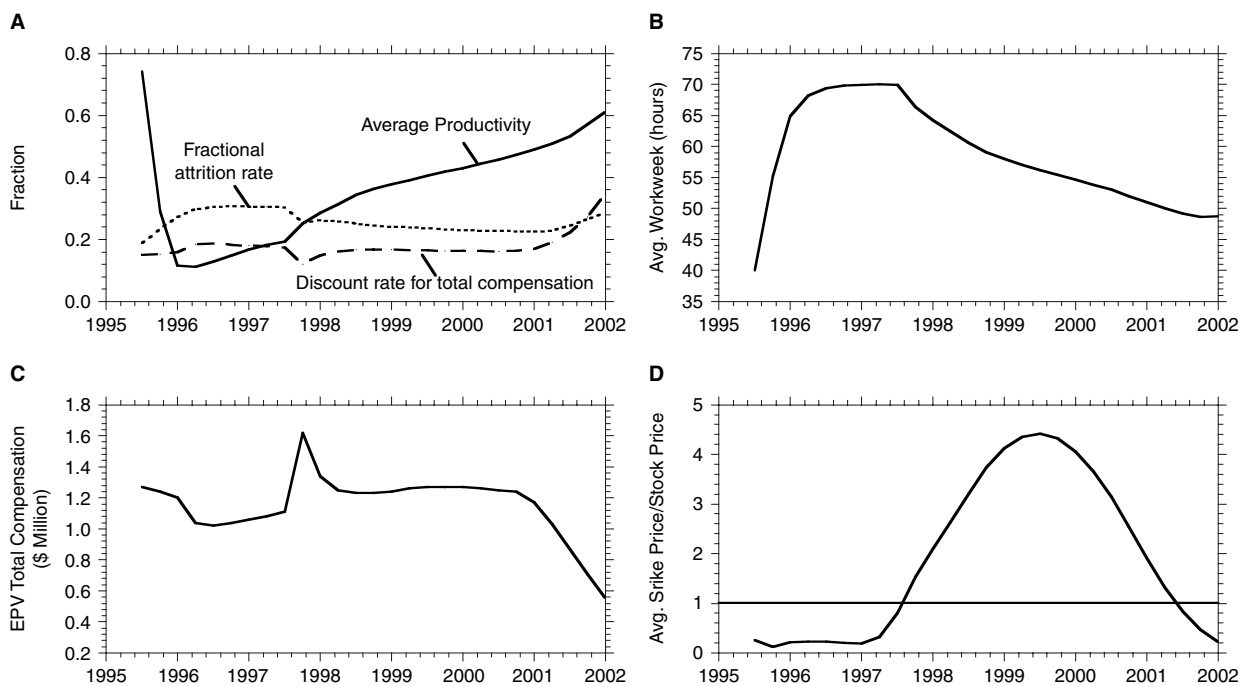 A
Fraction
0.8
0.6
0.4
0.2
0.0
Average Productivity
Fractional
attrition rate
Discount rate for total compensation
1995 1996 1997 1998 1999 2000 2001 2002
B
Avg. Workweek (hours)
75
70
65
60
55
50
45
40
35
1995 1996 1997 1998 1999 2000 2001 2002
C
EPV Total Compensation
($ Million)
1.8
1.6
1.4
1.2
1.0
0.8
0.6
0.4
0.2
1995 1996 1997 1998 1999 2000 2001 2002
D
Avg. Srike Price/Stock Price
5
4
3
2
1
0
1995 1996 1997 1998 1999 2000 2001 2002